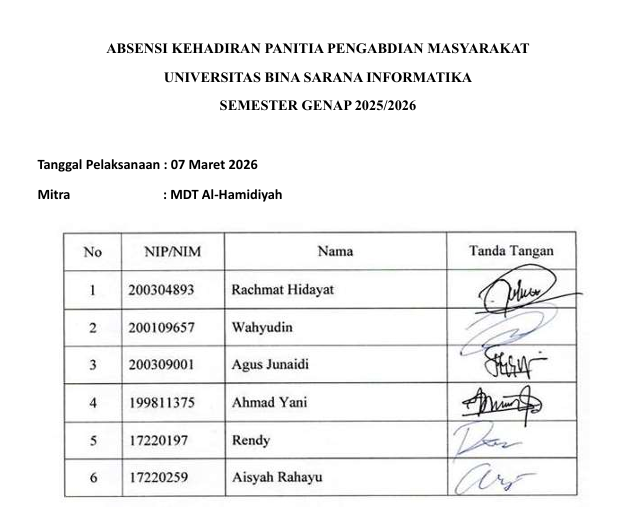 ABSENSI KEHADIRAN PANITIA PENGABDIAN MASYARAKAT
UNIVERSITAS BINA SARANA INFORMATIKA
SEMESTER GENAP 2025/2026
Tanggal Pelaksanaan : 07 Maret 2026
Mitra : MDT Al-Hamidiyah
No NIP/NIM Nama Tanda Tangan
1 200304893 Rachmat Hidayat
2 200109657 Wahyudin
3 200309001 Agus Junaidi
4 199811375 Ahmad Yani
5 17220197 Rendy
6 17220259 Aisyah Rahayu